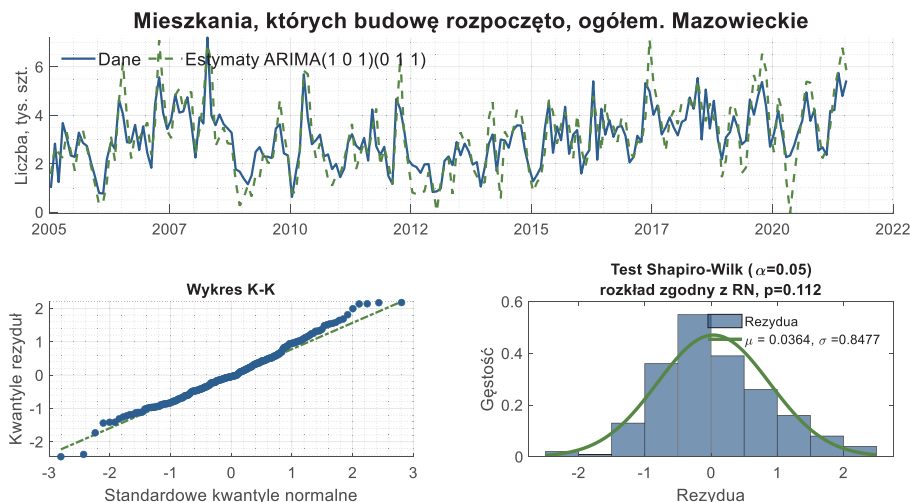 Mieszkania, których budowę rozpoczęto, ogółem. Mazowieckie
Dane
Estymaty ARIMA(1 0 1)(0 1 1)
Liczba, tys. szt.
6
4
2
0
2005
2007
2010
2012
2015
2017
2020
2022
Wykres K-K
Kwantyle rezyduł
2
1
0
-1
-2
-3
-2
-1
0
1
2
3
Standardowe kwantyle normalne
Test Shapiro-Wilk (α=0.05)
rozkład zgodny z RN, p=0.112
Rezydua
μ = 0.0364, σ =0.8477
Gęstość
0.6
0.4
0.2
0
-2
-1
0
1
2
Rezydua